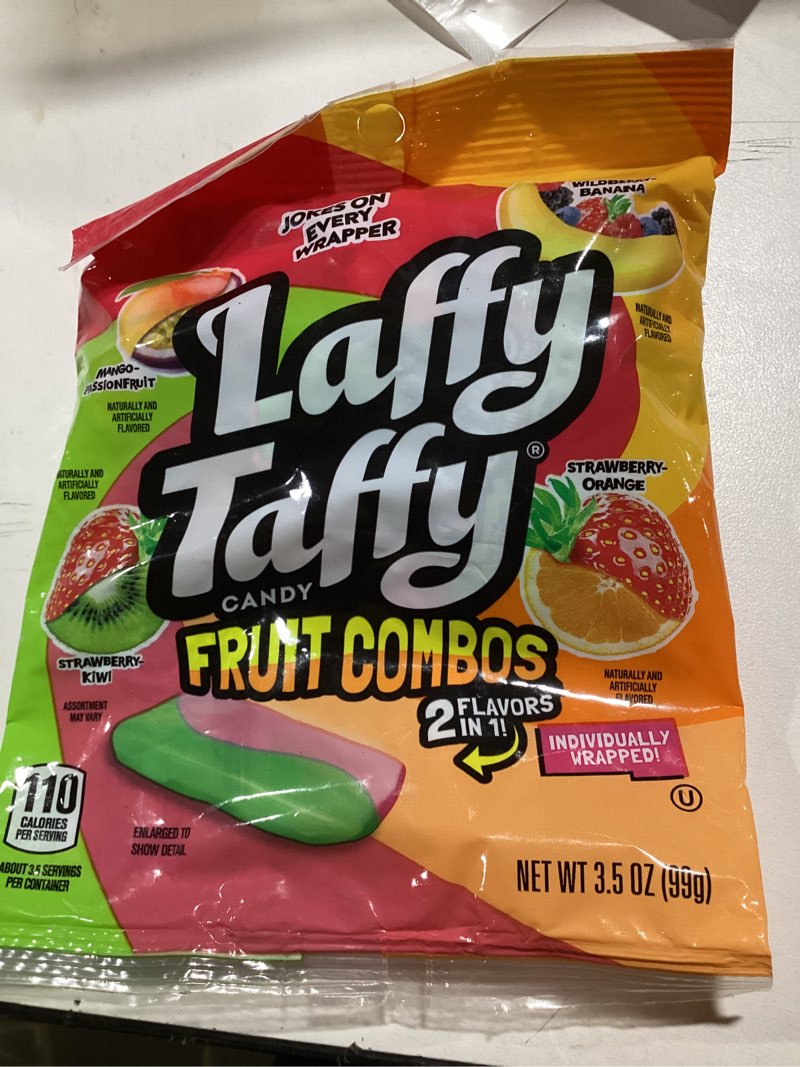 JOKES ON
EVERY
WRAPPER
BANANA
NATURALLY AND
ARTIFICIALLY
FLAVORED
MANGO-
PASSIONFRUIT
NATURALLY AND
ARTIFICIALLY
FLAVORED
Laffy
Taffy®
CANDY
FRUIT COMBOS
NATURALLY AND
ARTIFICIALLY
FLAVORED
STRAWBERRY-
ORANGE
STRAWBERRY-
KIWI
ASSORTMENT
MAY VARY
NATURALLY AND
ARTIFICIALLY
FLAVORED
2 FLAVORS
IN 1!
INDIVIDUALLY
WRAPPED!
U
110
CALORIES
PER SERVING
ABOUT 3.5 SERVINGS
PER CONTAINER
ENLARGED TO
SHOW DETAIL
NET WT 3.5 OZ (99g)